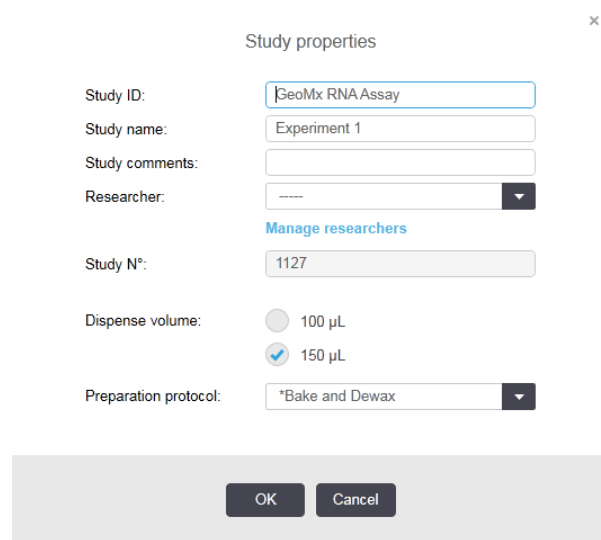 ×
Study properties
Study ID: GeoMx RNA Assay
Study name: Experiment 1
Study comments:
Researcher: -----
Manage researchers
Study N°: 1127
Dispense volume: 100 µL
150 µL
Preparation protocol: *Bake and Dewax
OK Cancel